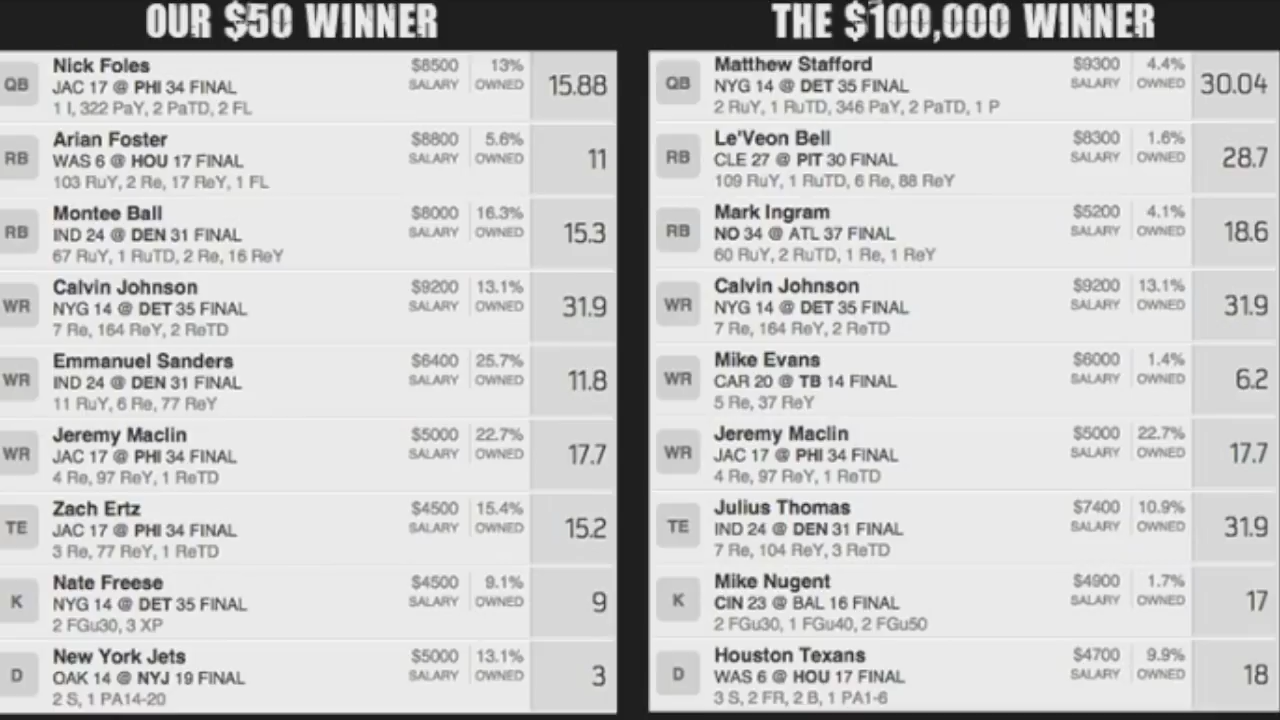 OUR $50 WINNER
QB Nick Foles $8500 13% 15.88
JAC 17 @ PHI 34 FINAL SALARY OWNED
1 I, 322 PaY, 2 PaTD, 2 FL
RB Arian Foster $8800 5.6% 11
WAS 6 @ HOU 17 FINAL SALARY OWNED
103 RuY, 2 Re, 17 ReY, 1 FL
RB Montee Ball $8000 16.3% 15.3
IND 24 @ DEN 31 FINAL SALARY OWNED
67 RuY, 1 RuTD, 2 Re, 16 ReY
WR Calvin Johnson $9200 13.1% 31.9
NYG 14 @ DET 35 FINAL SALARY OWNED
7 Re, 164 ReY, 2 ReTD
WR Emmanuel Sanders $6400 25.7% 11.8
IND 24 @ DEN 31 FINAL SALARY OWNED
11 RuY, 6 Re, 77 ReY
WR Jeremy Maclin $5000 22.7% 17.7
JAC 17 @ PHI 34 FINAL SALARY OWNED
4 Re, 97 ReY, 1 ReTD
TE Zach Ertz $4500 15.4% 15.2
JAC 17 @ PHI 34 FINAL SALARY OWNED
3 Re, 77 ReY, 1 ReTD
K Nate Freese $4500 9.1% 9
NYG 14 @ DET 35 FINAL SALARY OWNED
2 FGu30, 3 XP
D New York Jets $5000 13.1% 3
OAK 14 @ NYJ 19 FINAL SALARY OWNED
2 S, 1 PA14-20
THE $100,000 WINNER
QB Matthew Stafford $9300 4.4% 30.04
NYG 14 @ DET 35 FINAL SALARY OWNED
2 RuY, 1 RuTD, 346 PaY, 2 PaTD, 1 P
RB Le'Veon Bell $8300 1.6% 28.7
CLE 27 @ PIT 30 FINAL SALARY OWNED
109 RuY, 1 RuTD, 6 Re, 88 ReY
RB Mark Ingram $5200 4.1% 18.6
NO 34 @ ATL 37 FINAL SALARY OWNED
60 RuY, 2 RuTD, 1 Re, 1 ReY
WR Calvin Johnson $9200 13.1% 31.9
NYG 14 @ DET 35 FINAL SALARY OWNED
7 Re, 164 ReY, 2 ReTD
WR Mike Evans $6000 1.4% 6.2
CAR 20 @ TB 14 FINAL SALARY OWNED
5 Re, 37 ReY
WR Jeremy Maclin $5000 22.7% 17.7
JAC 17 @ PHI 34 FINAL SALARY OWNED
4 Re, 97 ReY, 1 ReTD
TE Julius Thomas $7400 10.9% 31.9
IND 24 @ DEN 31 FINAL SALARY OWNED
7 Re, 104 ReY, 3 ReTD
K Mike Nugent $4900 1.7% 17
CIN 23 @ BAL 16 FINAL SALARY OWNED
2 FGu30, 1 FGu40, 2 FGu50
D Houston Texans $4700 9.9% 18
WAS 6 @ HOU 17 FINAL SALARY OWNED
3 S, 2 FR, 2 B, 1 PA1-6